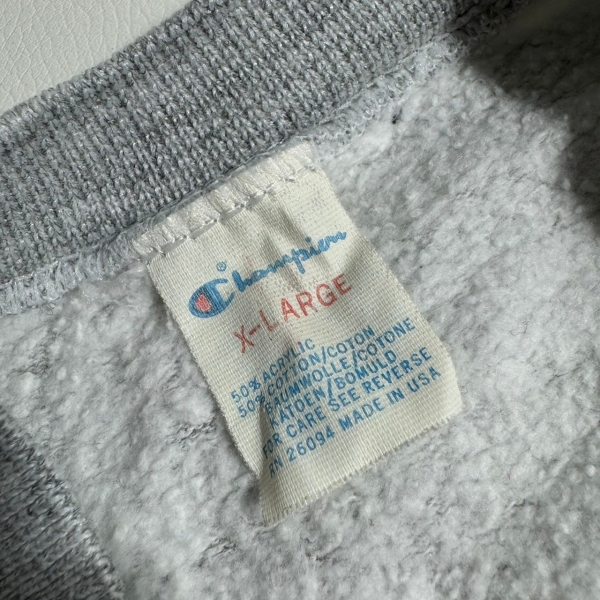 Champion®
X-LARGE
50% ACRYLIC
50% COTTON/COTON
BAUMWOLLE/COTONE
KATOEN/BOMULD
FOR CARE SEE REVERSE
RN 26094 MADE IN USA